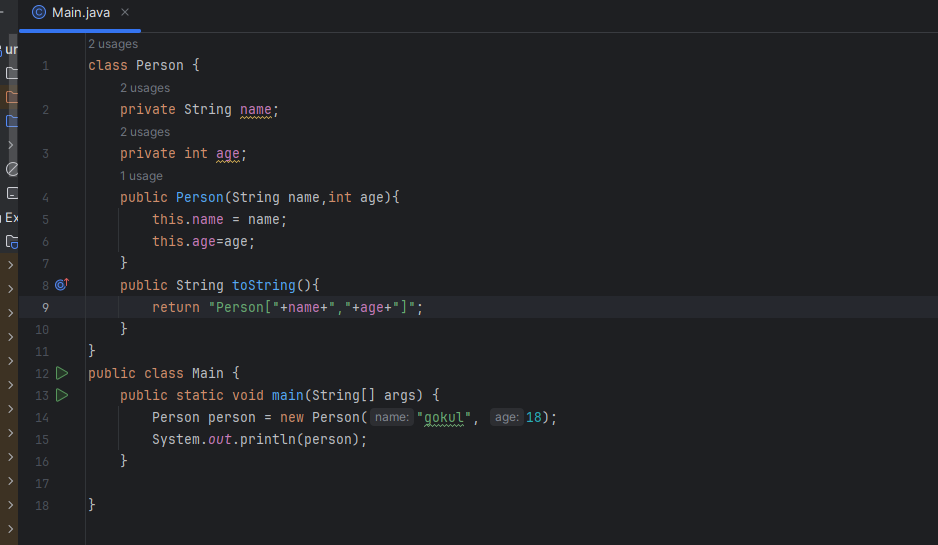 Main.java
2 usages
1 class Person {
2 usages
2 private String name;
2 usages
3 private int age;
1 usage
4 public Person(String name,int age){
5 this.name = name;
6 this.age=age;
7 }
8 public String toString(){
9 return "Person["+name+","+age+"]";
10 }
11 }
12 public class Main {
13 public static void main(String[] args) {
14 Person person = new Person( name: "gokul", age: 18);
15 System.out.println(person);
16 }
17
18 }
ur
Ex